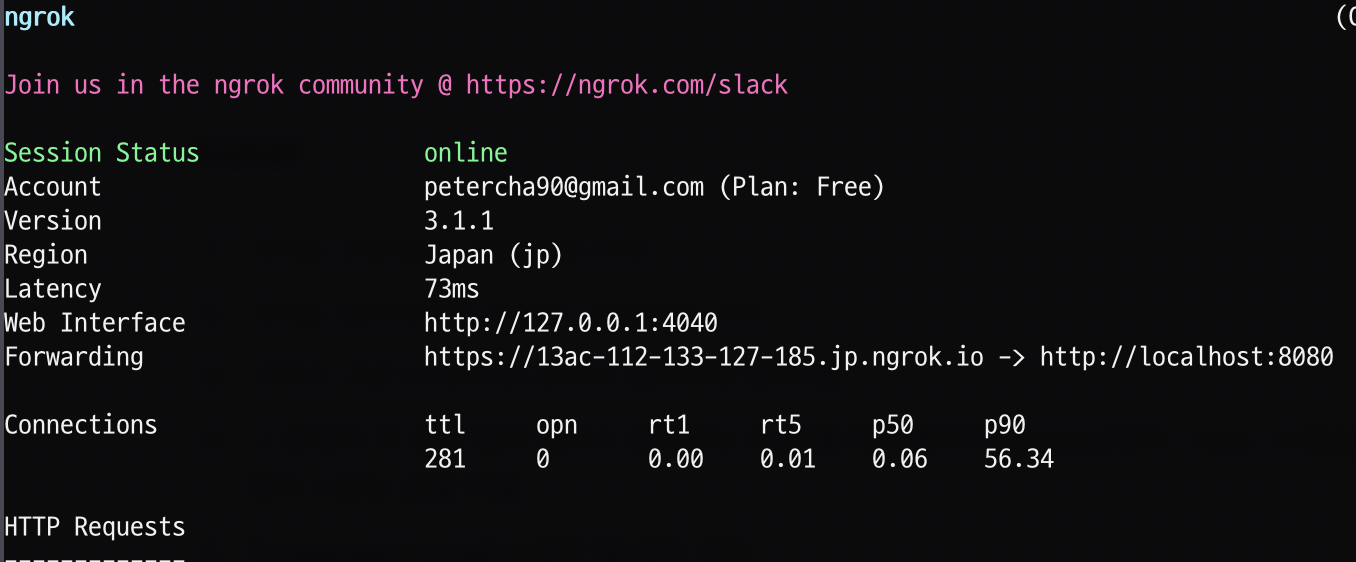 ngrok
Join us in the ngrok community @ https://ngrok.com/slack
Session Status online
Account petercha90@gmail.com (Plan: Free)
Version 3.1.1
Region Japan (jp)
Latency 73ms
Web Interface http://127.0.0.1:4040
Forwarding https://13ac-112-133-127-185.jp.ngrok.io -> http://localhost:8080
Connections ttl opn rt1 rt5 p50 p90
281 0 0.00 0.01 0.06 56.34
HTTP Requests
-------------